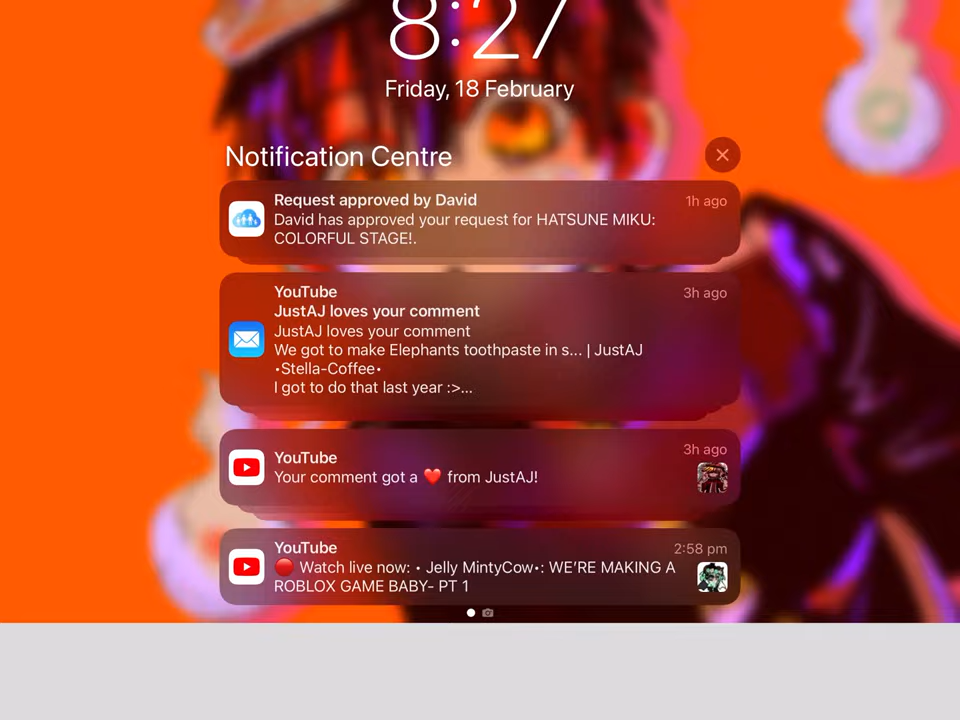 8:27
Friday, 18 February
Notification Centre
Request approved by David
1h ago
David has approved your request for HATSUNE MIKU:
COLORFUL STAGE!.
YouTube
3h ago
JustAJ loves your comment
JustAJ loves your comment
We got to make Elephants toothpaste in s... | JustAJ
•Stella-Coffee•
I got to do that last year :>...
YouTube
3h ago
Your comment got a ❤️ from JustAJ!
YouTube
2:58 pm
🔴 Watch live now: • Jelly MintyCow•: WE'RE MAKING A
ROBLOX GAME BABY- PT 1